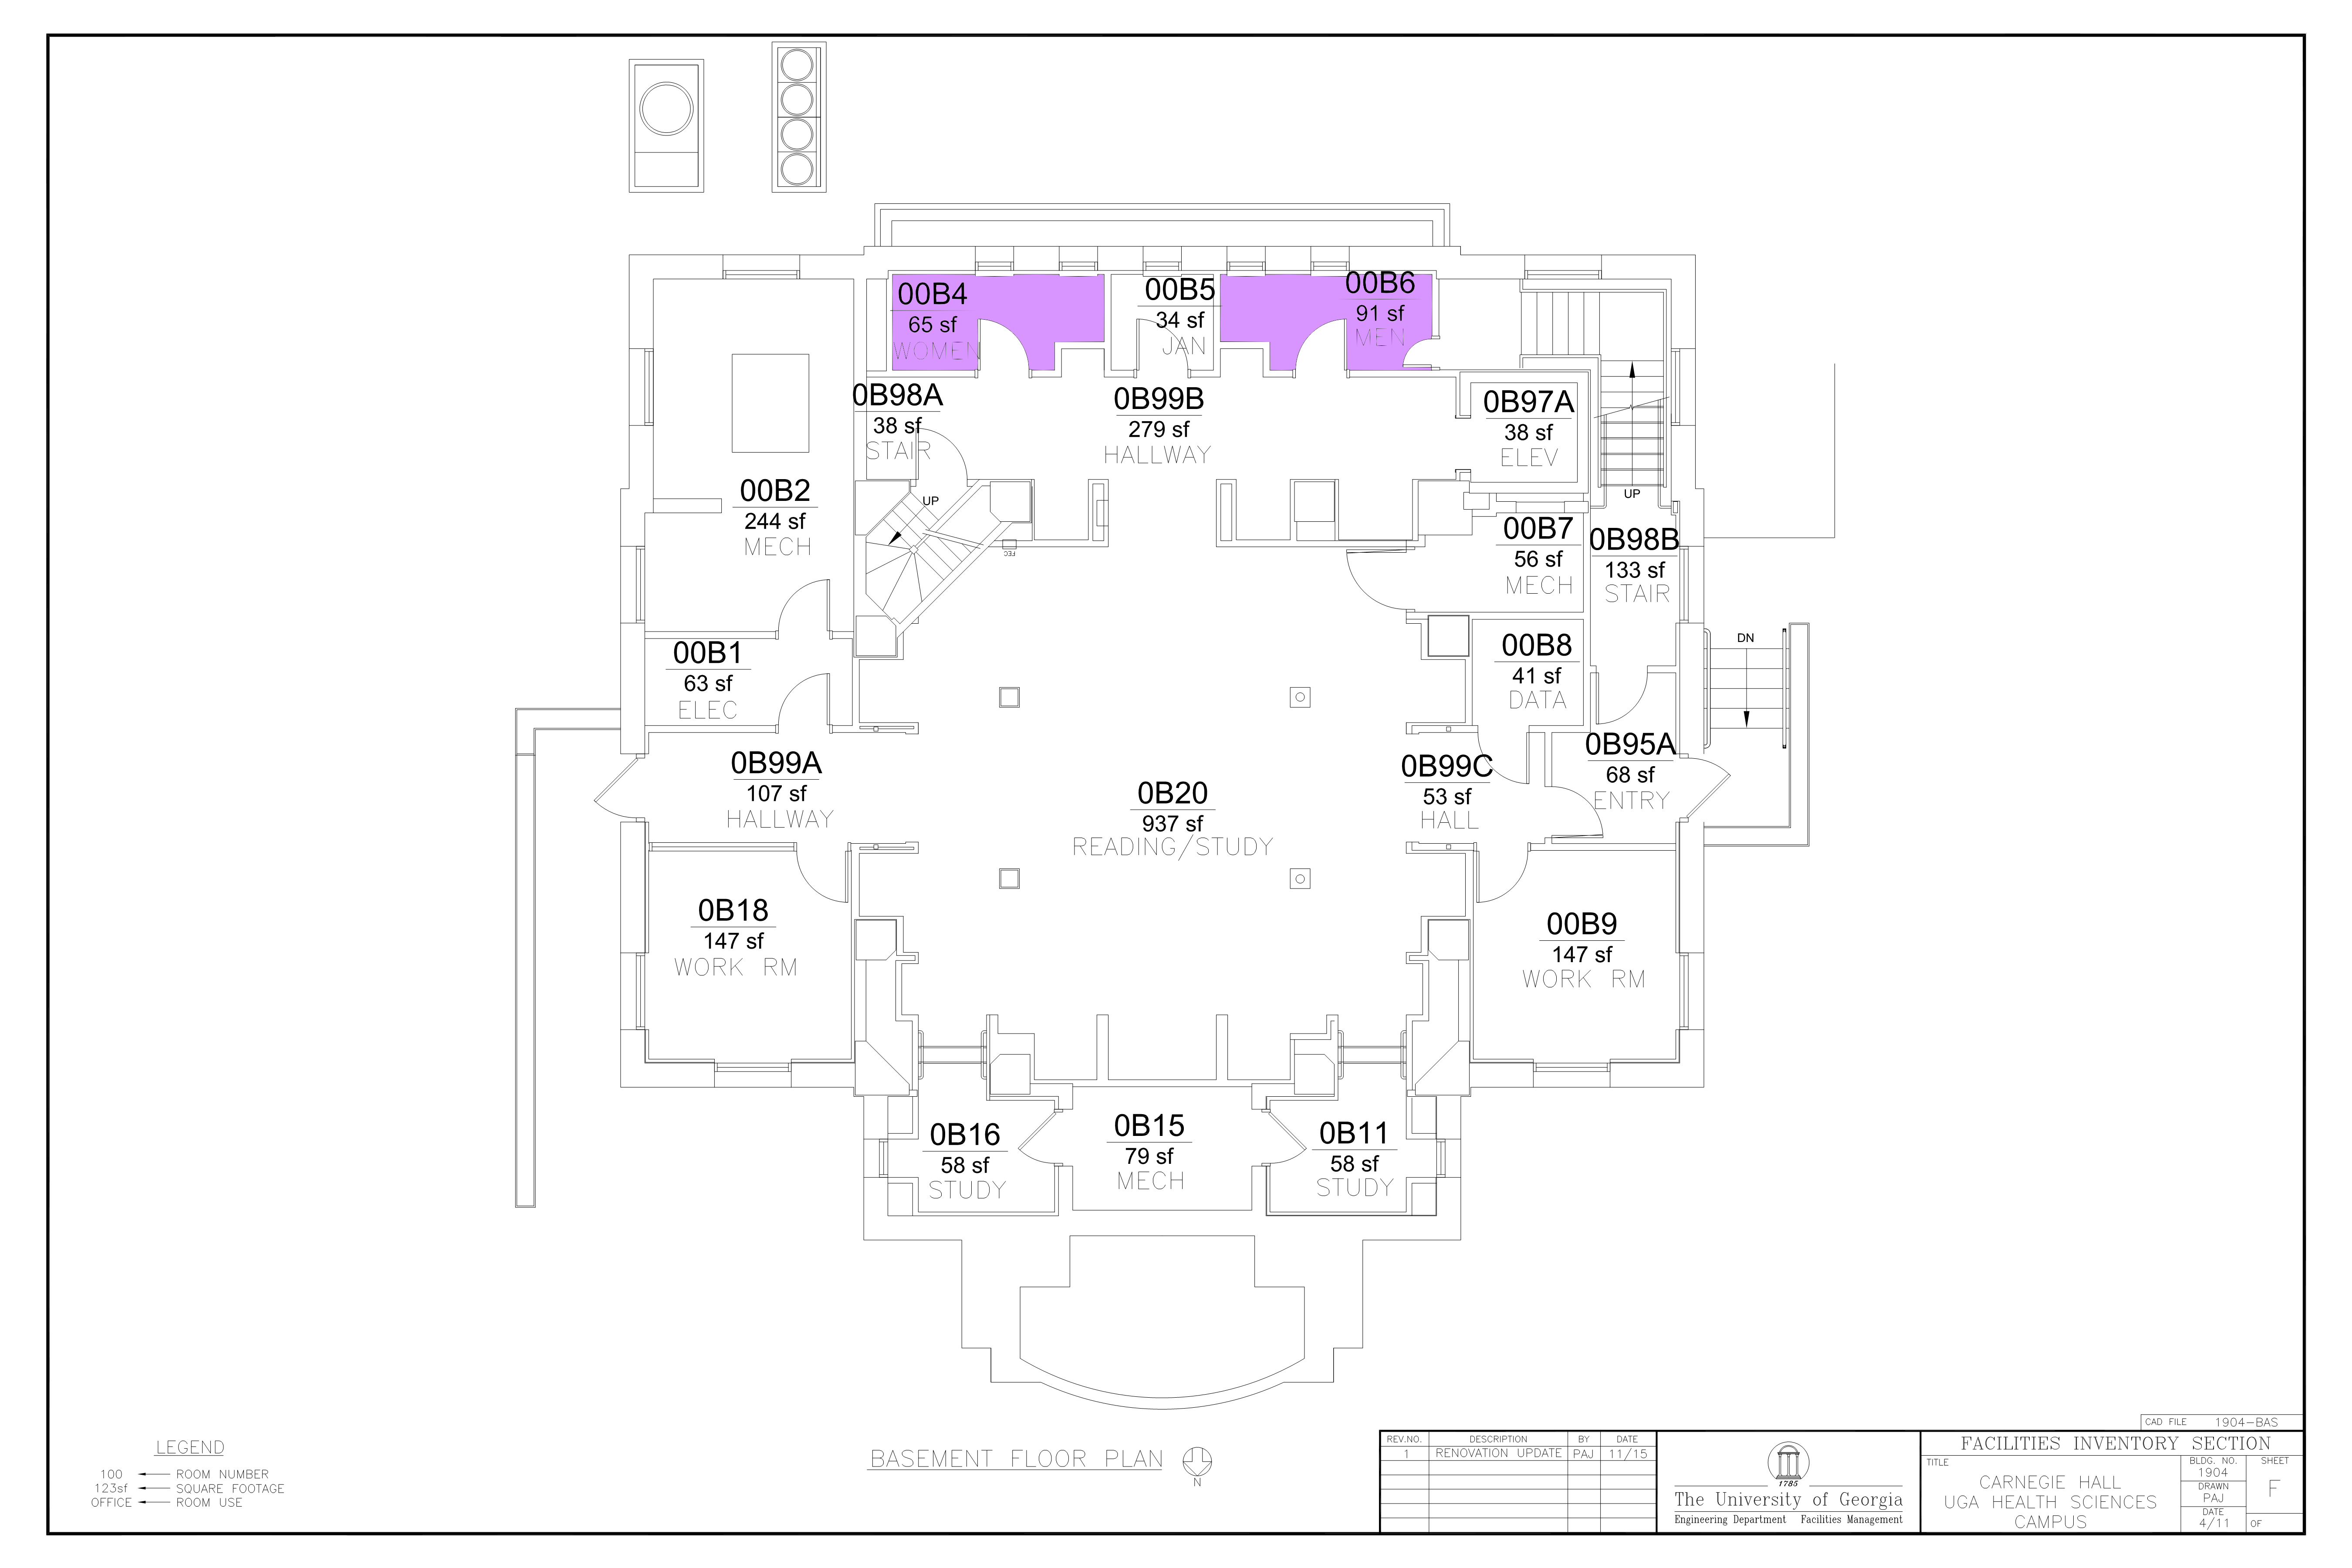 00B4
65 sf
WOMEN
00B5
34 sf
JAN
00B6
91 sf
MEN
0B98A
38 sf
STAIR
0B99B
279 sf
HALLWAY
0B97A
38 sf
ELEV
00B2
244 sf
MECH
UP
UP
FEC
00B7
56 sf
MECH
0B98B
133 sf
STAIR
00B1
63 sf
ELEC
00B8
41 sf
DATA
DN
0B99A
107 sf
HALLWAY
0B20
937 sf
READING/STUDY
0B99C
53 sf
HALL
0B95A
68 sf
ENTRY
0B18
147 sf
WORK RM
00B9
147 sf
WORK RM
0B16
58 sf
STUDY
0B15
79 sf
MECH
0B11
58 sf
STUDY
LEGEND
100 ROOM NUMBER
123sf SQUARE FOOTAGE
OFFICE ROOM USE
BASEMENT FLOOR PLAN
N
CAD FILE 1904-BAS
REV.NO. DESCRIPTION BY DATE
1 RENOVATION UPDATE PAJ 11/15
1785
The University of Georgia
Engineering Department Facilities Management
FACILITIES INVENTORY SECTION
TITLE
CARNEGIE HALL
UGA HEALTH SCIENCES
CAMPUS
BLDG. NO.
1904
DRAWN
PAJ
DATE
4/11
SHEET
F
OF